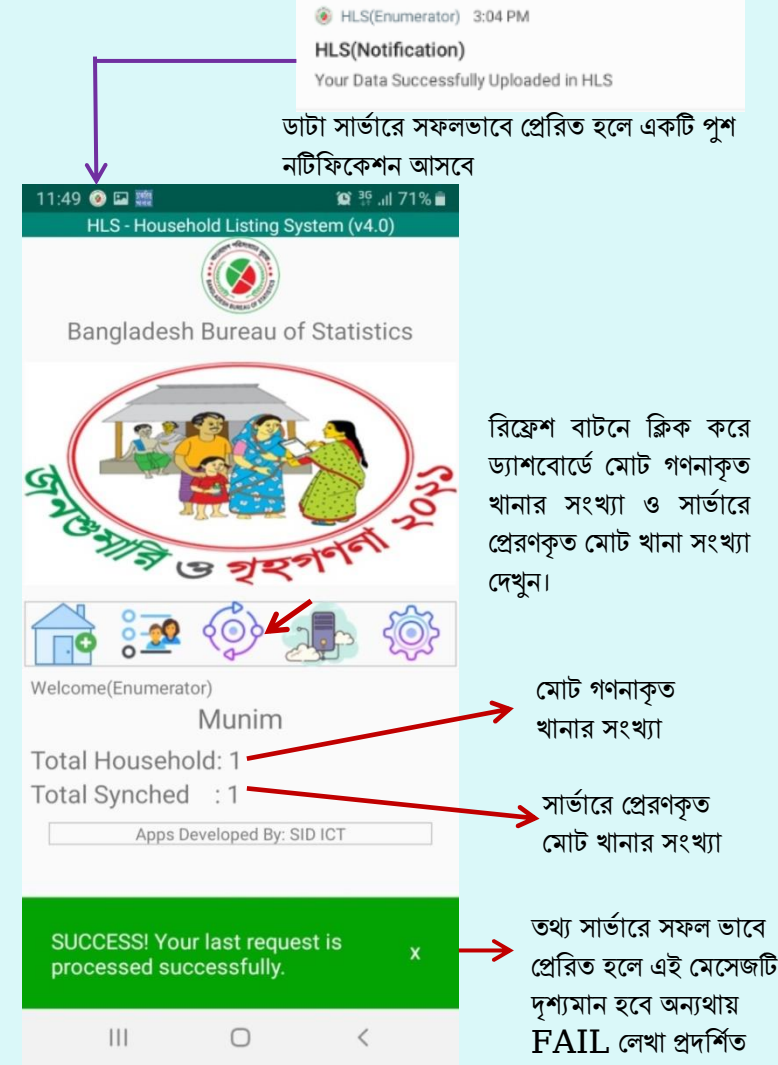 HLS(Enumerator) 3:04 PM
HLS(Notification)
Your Data Successfully Uploaded in HLS
ডাটা সার্ভারে সফলভাবে প্রেরিত হলে একটি পুশ
নটিফিকেশন আসবে
11:49 3G 71%
HLS - Household Listing System (v4.0)
Bangladesh Bureau of Statistics
জনশুমারি ও গৃহগণনা ২০২১
রিফ্রেশ বাটনে ক্লিক করে
ড্যাশবোর্ডে মোট গণনাকৃত
খানার সংখ্যা ও সার্ভারে
প্রেরণকৃত মোট খানা সংখ্যা
দেখুন।
Welcome(Enumerator)
Munim
Total Household: 1
Total Synched : 1
Apps Developed By: SID ICT
মোট গণনাকৃত
খানার সংখ্যা
সার্ভারে প্রেরণকৃত
মোট খানার সংখ্যা
SUCCESS! Your last request is
processed successfully.
x
তথ্য সার্ভারে সফল ভাবে
প্রেরিত হলে এই মেসেজটি
দৃশ্যমান হবে অন্যথায়
FAIL লেখা প্রদর্শিত